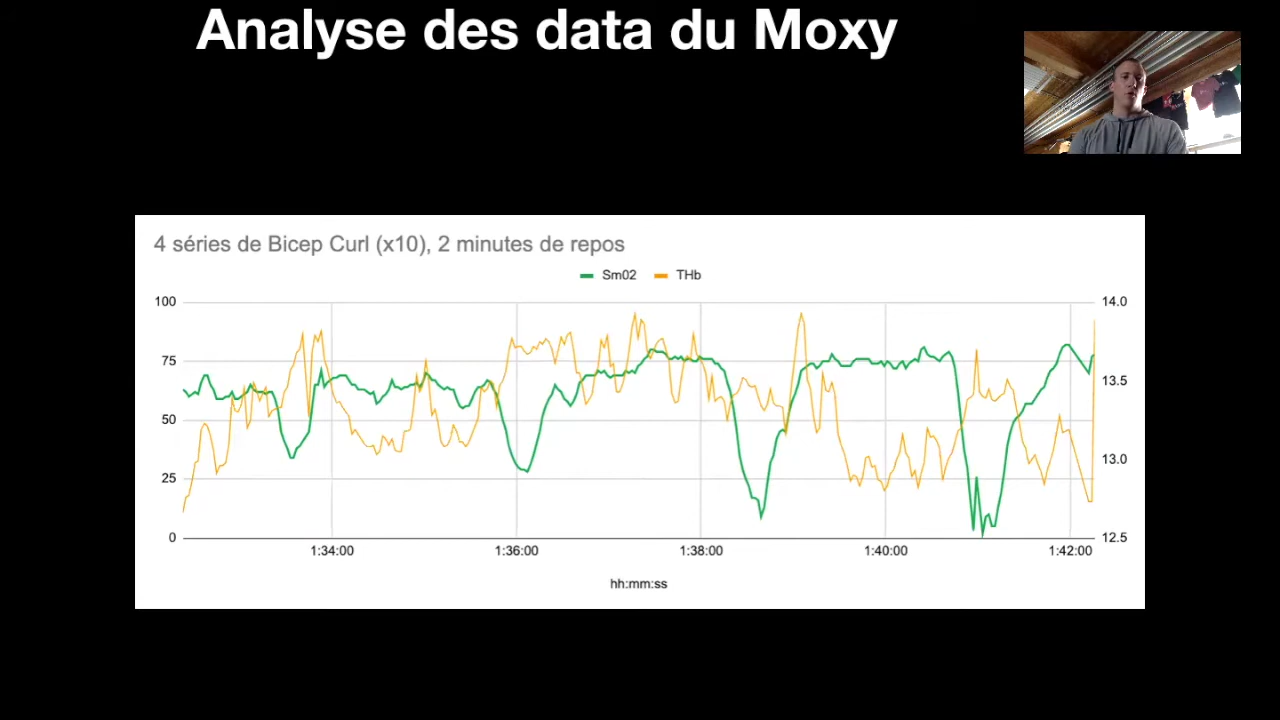 Analyse des data du Moxy
4 séries de Bicep Curl (x10), 2 minutes de repos
Sm02 THb
100 14.0
75
13.5
50
13.0
25
0 12.5
1:34:00 1:36:00 1:38:00 1:40:00 1:42:00
hh:mm:ss